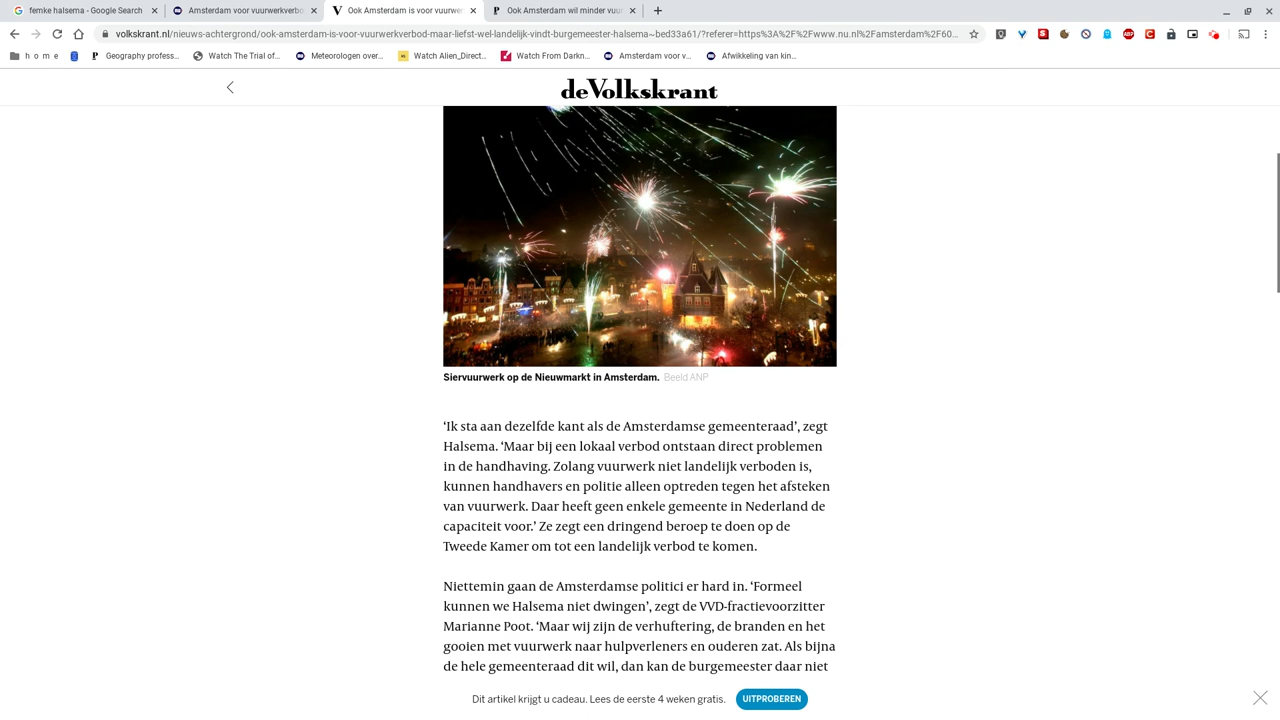 femke halsema - Google Search
Amsterdam voor vuurwerkverbo
Ook Amsterdam is voor vuurwer
Ook Amsterdam wil minder vuur
volkskrant.nl/nieuws-achtergrond/ook-amsterdam-is-voor-vuurwerkverbod-maar-liefst-wel-landelijk-vindt-burgemeester-halsema~bed33a61/?referer=https%3A%2F%2Fwww.nu.nl%2Famsterdam%2F60...
h o m e
Geography profess...
Watch The Trial of...
Meteorologen over...
Watch Alien_Direct...
Watch From Darkn...
Amsterdam voor v...
Afwikkeling van kin...
deVolkskrant
Siervuurwerk op de Nieuwmarkt in Amsterdam. Beeld ANP
‘Ik sta aan dezelfde kant als de Amsterdamse gemeenteraad’, zegt
Halsema. ‘Maar bij een lokaal verbod ontstaan direct problemen
in de handhaving. Zolang vuurwerk niet landelijk verboden is,
kunnen handhavers en politie alleen optreden tegen het afsteken
van vuurwerk. Daar heeft geen enkele gemeente in Nederland de
capaciteit voor.’ Ze zegt een dringend beroep te doen op de
Tweede Kamer om tot een landelijk verbod te komen.
Niettemin gaan de Amsterdamse politici er hard in. ‘Formeel
kunnen we Halsema niet dwingen’, zegt de VVD-fractievoorzitter
Marianne Poot. ‘Maar wij zijn de verhuftering, de branden en het
gooien met vuurwerk naar hulpverleners en ouderen zat. Als bijna
de hele gemeenteraad dit wil, dan kan de burgemeester daar niet
Dit artikel krijgt u cadeau. Lees de eerste 4 weken gratis.
UITPROBEREN